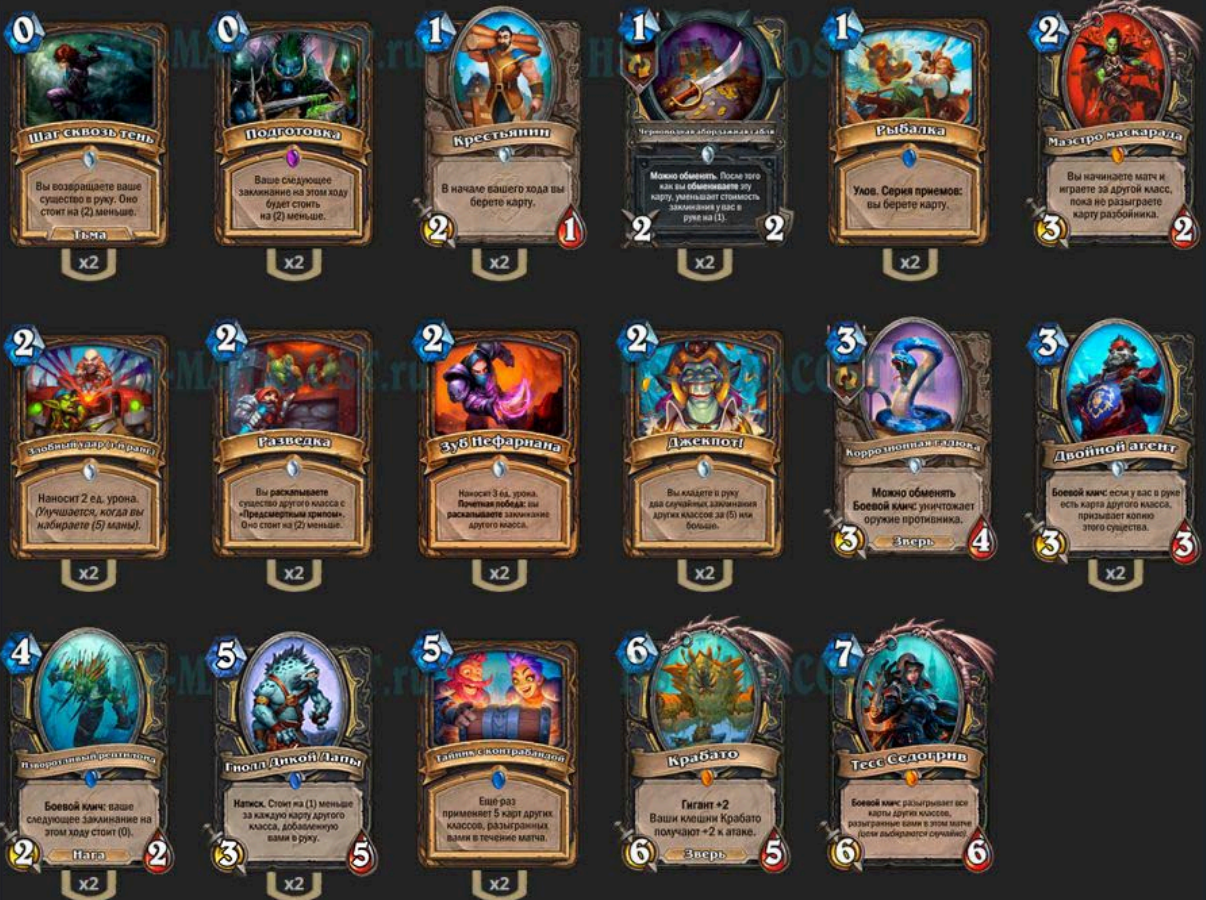 0
Шаг сквозь тень
Вы возвращаете ваше
существо в руку. Оно
стоит на (2) меньше.
Тьма
x2
0
Подготовка
Ваше следующее
заклинание на этом ходу
будет стоить
на (2) меньше.
x2
1
Крестьянин
В начале вашего хода вы
берете карту.
2
1
x2
1
Черноводная абордажная сабля
Можно обменять. После того
как вы обмениваете эту
карту, уменьшает стоимость
заклинания у вас в
руке на (1).
2
2
x2
1
Рыбалка
Улов. Серия приемов:
вы берете карту.
x2
2
Маэстро маскарада
Вы начинаете матч и
играете за другой класс,
пока не разыграете
карту разбойника.
3
2
2
Злобный удар (1-й ранг)
Наносит 2 ед. урона.
(Улучшается, когда вы
набираете (5) маны).
x2
2
Разведка
Вы раскапываете
существо другого класса с
«Предсмертным хрипом».
Оно стоит на (2) меньше.
x2
2
Зуб Нефариана
Наносит 3 ед. урона.
Почетная победа: вы
раскапываете заклинание
другого класса.
x2
2
Джекпот!
Вы кладете в руку
два случайных заклинания
других классов за (5) или
больше.
x2
3
Коррозионная гадюка
Можно обменять
Боевой клич: уничтожает
оружие противника.
3
Зверь
4
3
Двойной агент
Боевой клич: если у вас в руке
есть карта другого класса,
призывает копию
этого существа.
3
3
x2
4
Изворотливый рептилоид
Боевой клич: ваше
следующее заклинание на
этом ходу стоит (0).
2
Нага
2
x2
5
Гнолл Дикой Лапы
Натиск. Стоит на (1) меньше
за каждую карту другого
класса, добавленную
вами в руку.
3
5
x2
5
Тайник с контрабандой
Еще раз
применяет 5 карт других
классов, разыгранных
вами в течение матча.
x2
6
Крабато
Гигант +2
Ваши клешни Крабато
получают +2 к атаке.
6
Зверь
5
7
Тесс Седогрив
Боевой клич: разыгрывает все
карты других классов,
разыгранные вами в этом матче
(цели выбираются случайно).
6
6